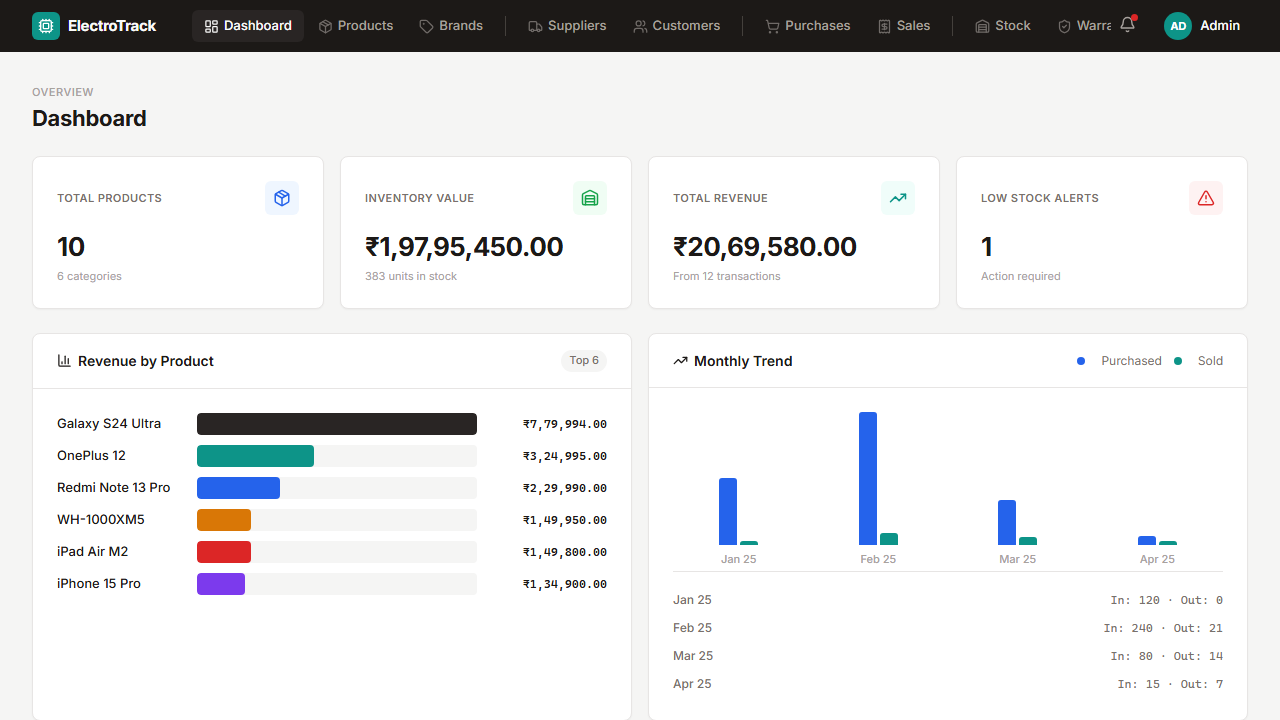 ElectroTrack
Dashboard
Products
Brands
Suppliers
Customers
Purchases
Sales
Stock
Warra
AD
Admin
OVERVIEW
Dashboard
TOTAL PRODUCTS
10
6 categories
INVENTORY VALUE
₹1,97,95,450.00
383 units in stock
TOTAL REVENUE
₹20,69,580.00
From 12 transactions
LOW STOCK ALERTS
1
Action required
Revenue by Product
Top 6
Galaxy S24 Ultra ₹7,79,994.00
OnePlus 12 ₹3,24,995.00
Redmi Note 13 Pro ₹2,29,990.00
WH-1000XM5 ₹1,49,950.00
iPad Air M2 ₹1,49,800.00
iPhone 15 Pro ₹1,34,900.00
Monthly Trend
Purchased
Sold
Jan 25 Feb 25 Mar 25 Apr 25
Jan 25 In: 120 · Out: 0
Feb 25 In: 240 · Out: 21
Mar 25 In: 80 · Out: 14
Apr 25 In: 15 · Out: 7